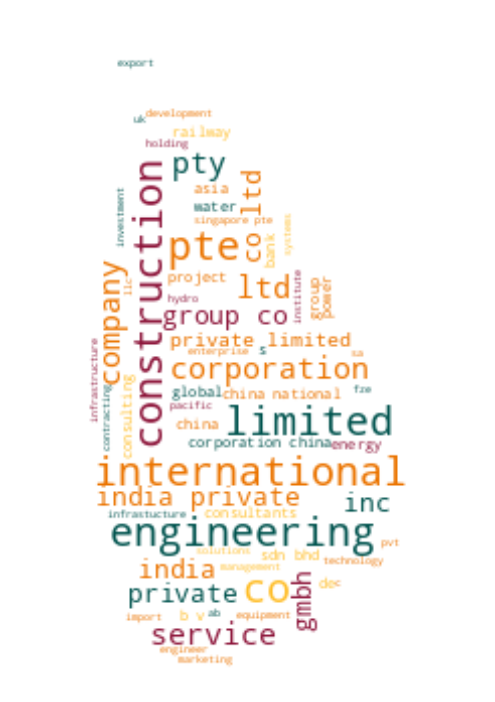 export
development
uk
railway
holding
pty
construction
ltd
asia
investment
water
singapore pte
systems
pte
co
bank
company
llc
project
ltd
institute
group
power
hydro
group co
private limited
infrastructure
enterprise
s
sa
corporation
contracting
consulting
global
china national
fze
pacific
limited
china
corporation china
energy
international
india private
inc
infrastucture
consultants
engineering
pvt
solutions
sdn bhd
technology
india
management
gmbh
dec
private
co
import
b v
ab
equipment
service
engineer
marketing